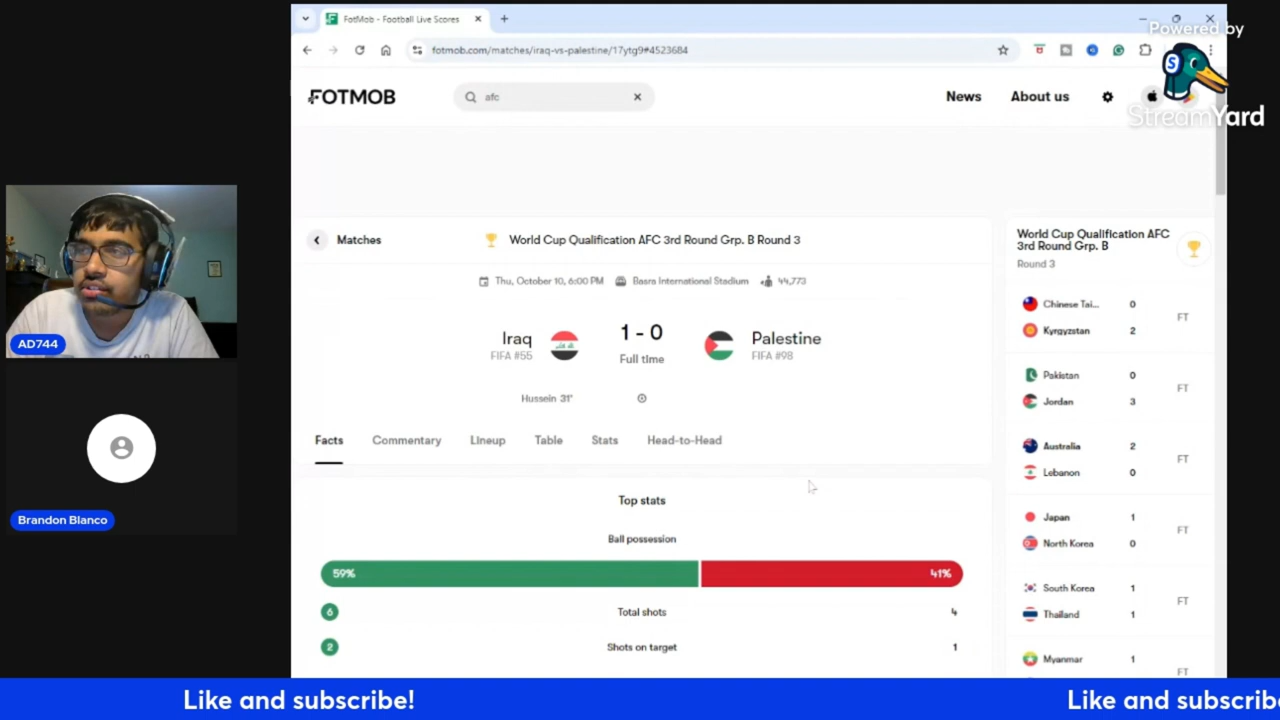 FotMob - Football Live Scores
fotmob.com/matches/iraq-vs-palestine/17ytg9#4523684
Powered by
StreamYard
FOTMOB
afc
News
About us
Matches
World Cup Qualification AFC 3rd Round Grp. B Round 3
Thu, October 10, 6:00 PM Basra International Stadium 44,773
Iraq
FIFA #55
1 - 0
Full time
Palestine
FIFA #98
Hussein 31'
Facts Commentary Lineup Table Stats Head-to-Head
Top stats
Ball possession
59% 41%
6 Total shots 4
2 Shots on target 1
World Cup Qualification AFC
3rd Round Grp. B
Round 3
Chinese Tai... 0
FT
Kyrgyzstan 2
Pakistan 0
FT
Jordan 3
Australia 2
FT
Lebanon 0
Japan 1
FT
North Korea 0
South Korea 1
FT
Thailand 1
Myanmar 1
FT
AD744
Brandon Blanco
Like and subscribe!
Like and subscribe